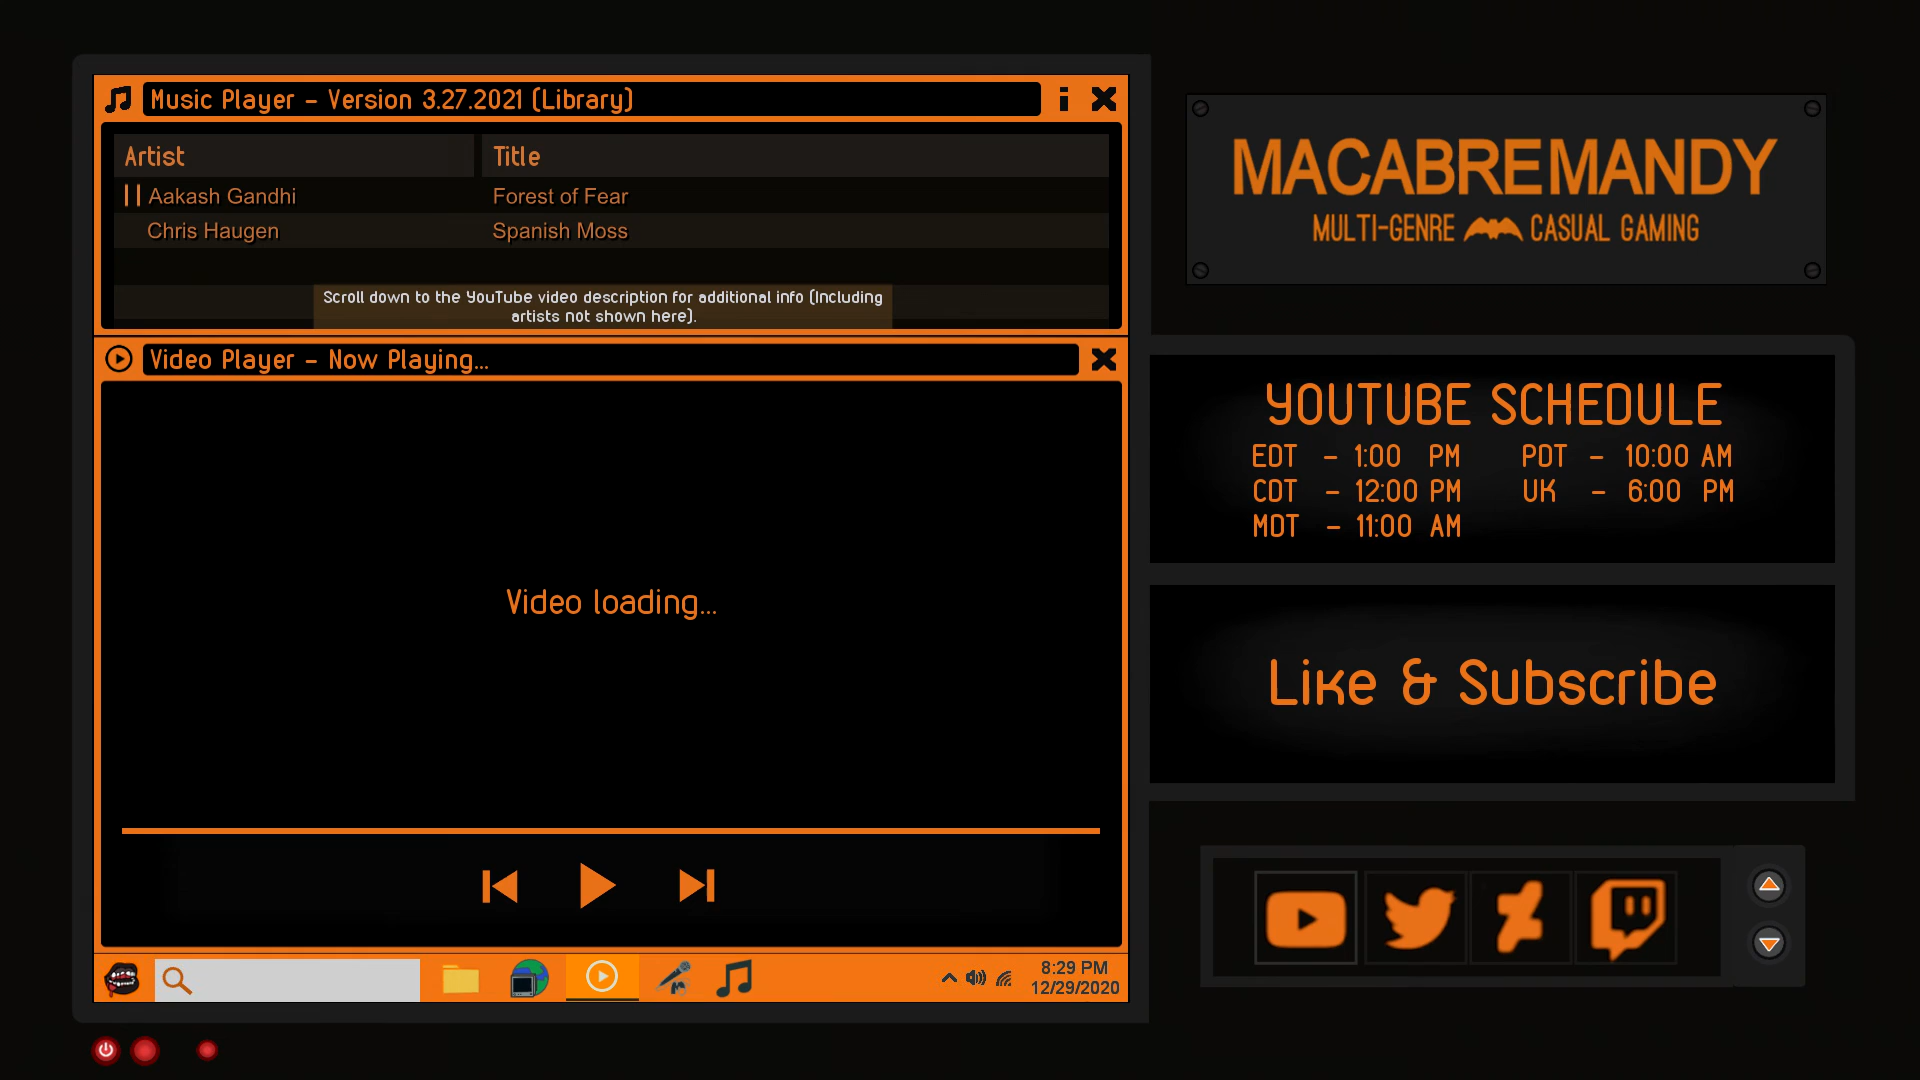 Music Player - Version 3.27.2021 (Library)
Artist Title
Aakash Gandhi Forest of Fear
Chris Haugen Spanish Moss
Scroll down to the YouTube video description for additional info (Including
artists not shown here).
Video Player - Now Playing...
Video loading...
8:29 PM
12/29/2020
MACABREMANDY
MULTI-GENRE CASUAL GAMING
YOUTUBE SCHEDULE
EDT - 1:00 PM PDT - 10:00 AM
CDT - 12:00 PM UK - 6:00 PM
MDT - 11:00 AM
Like & Subscribe